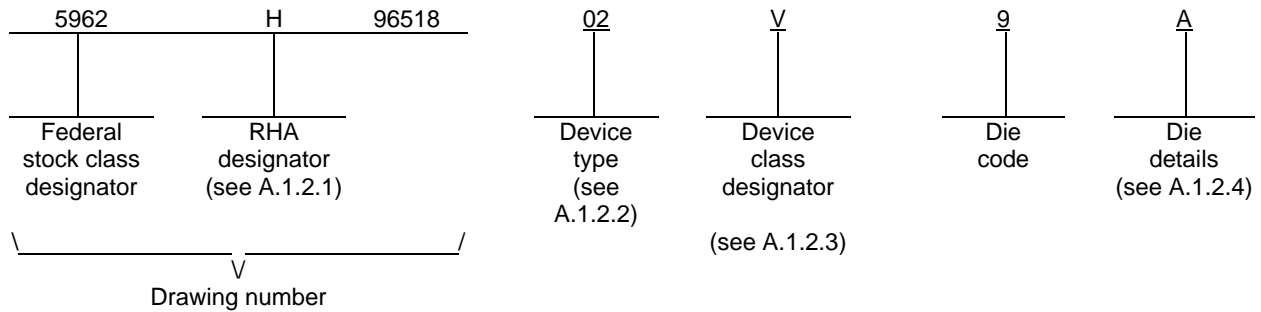 5962 H 96518 02 V 9 A
Federal stock class designator
RHA designator (see A.1.2.1)
Device type (see A.1.2.2)
Device class designator (see A.1.2.3)
Die code
Die details (see A.1.2.4)
\ /
\/
Drawing number